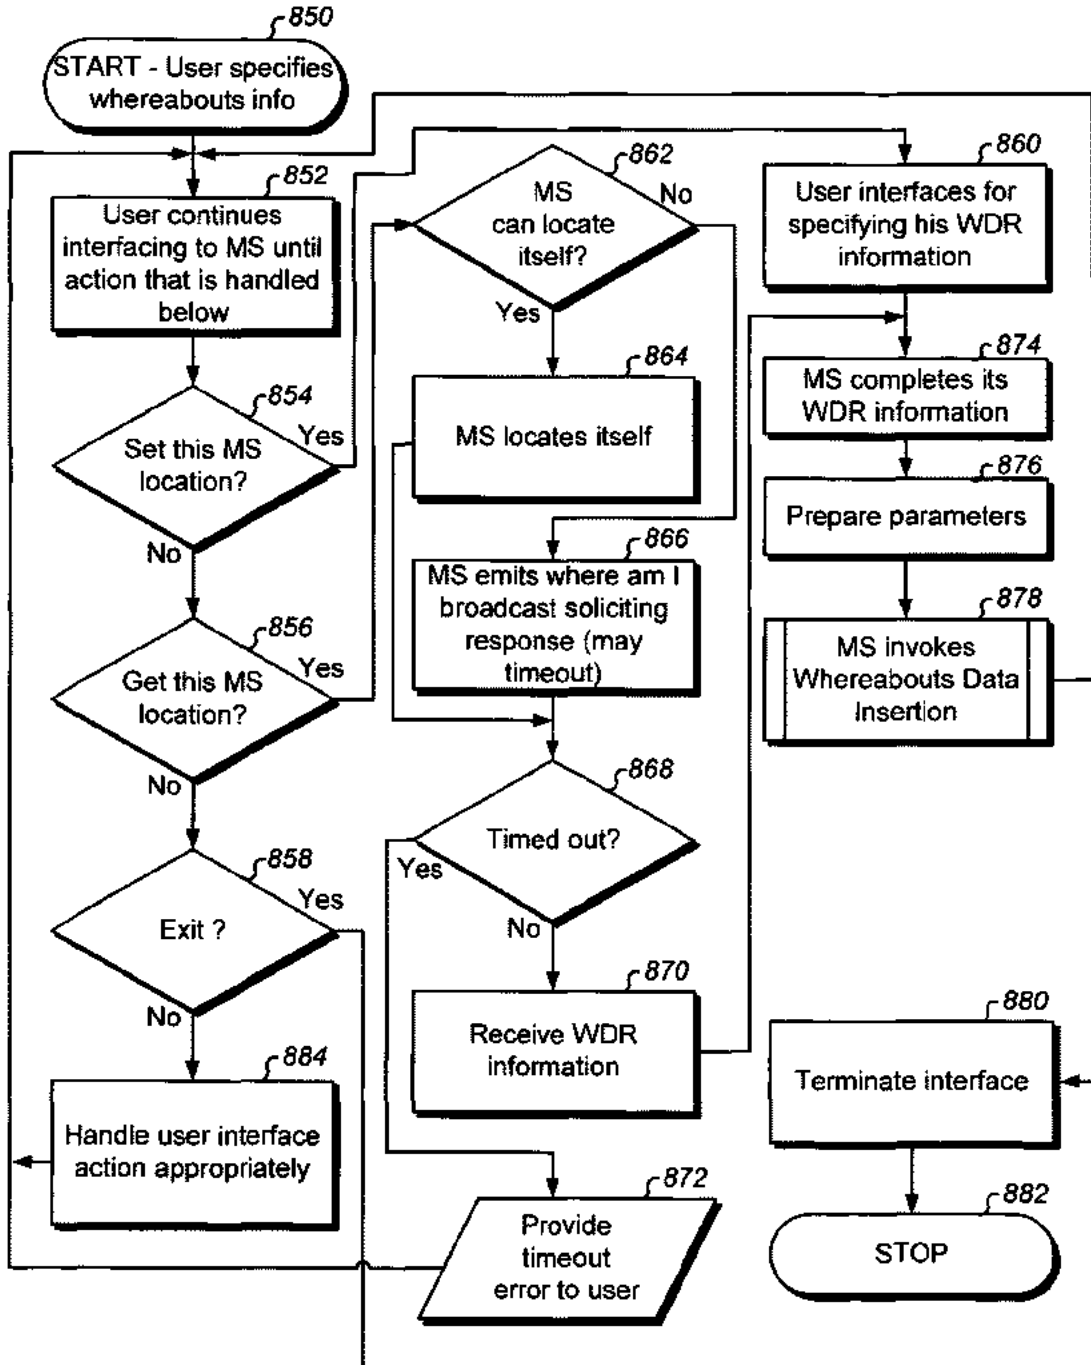 850
START - User specifies
whereabouts info
852
User continues
interfacing to MS until
action that is handled
below
854
Set this MS
location?
Yes
No
856
Get this MS
location?
Yes
No
858
Exit ?
Yes
No
884
Handle user interface
action appropriately
862
MS
can locate
itself?
No
Yes
864
MS locates itself
866
MS emits where am I
broadcast soliciting
response (may
timeout)
868
Timed out?
Yes
No
870
Receive WDR
information
872
Provide
timeout
error to user
860
User interfaces for
specifying his WDR
information
874
MS completes its
WDR information
876
Prepare parameters
878
MS invokes
Whereabouts Data
Insertion
880
Terminate interface
882
STOP